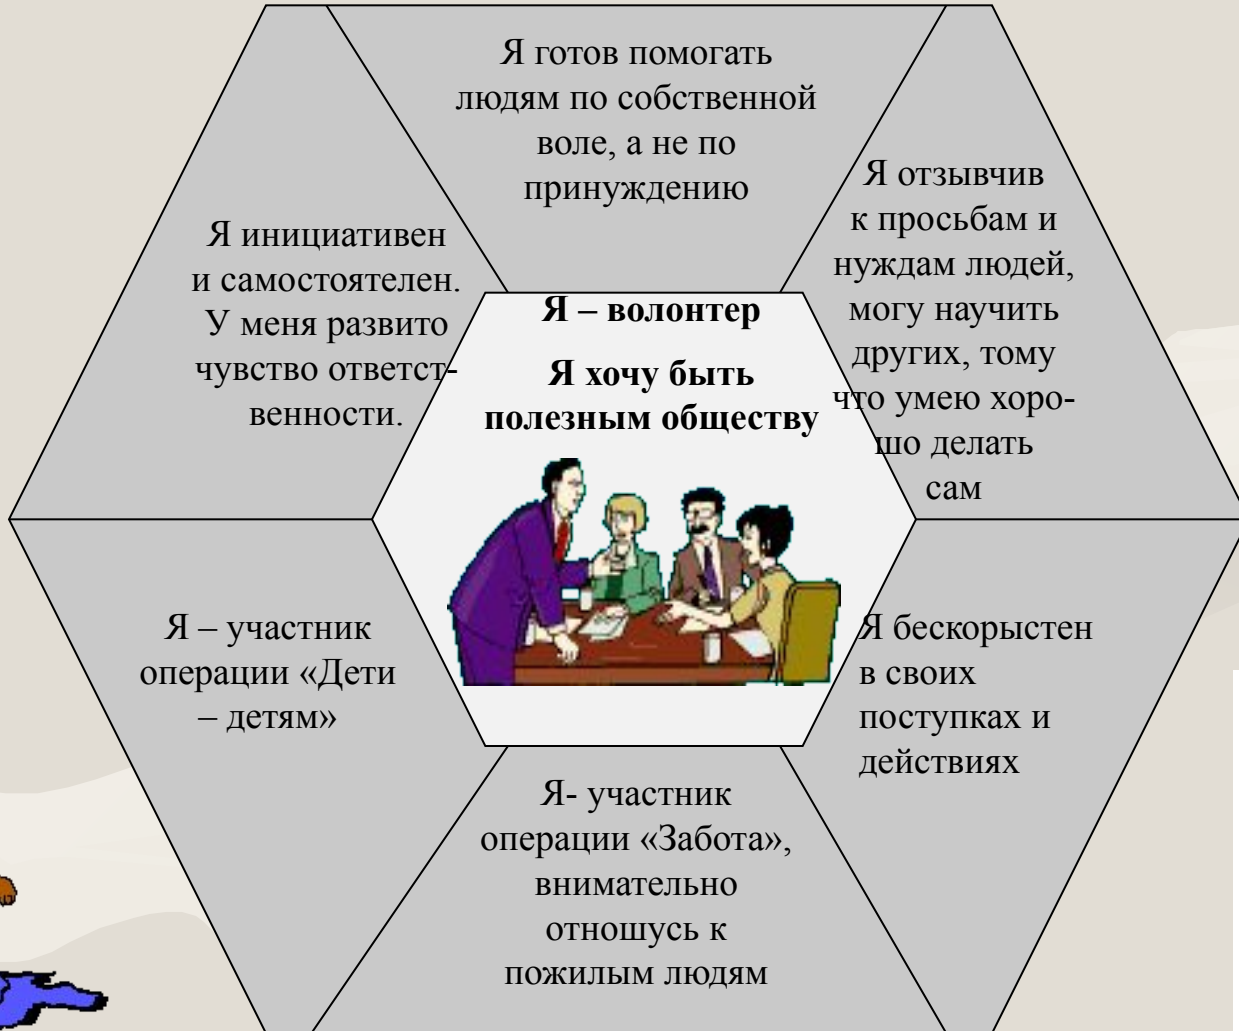 Я готов помогать
людям по собственной
воле, а не по
принуждению
Я инициативен
и самостоятелен.
У меня развито
чувство ответст-
венности.
Я отзывчив
к просьбам и
нуждам людей,
могу научить
других, тому
что умею хоро-
шо делать
сам
Я – волонтер
Я хочу быть
полезным обществу
Я – участник
операции «Дети
– детям»
Я бескорыстен
в своих
поступках и
действиях
Я- участник
операции «Забота»,
внимательно
отношусь к
пожилым людям